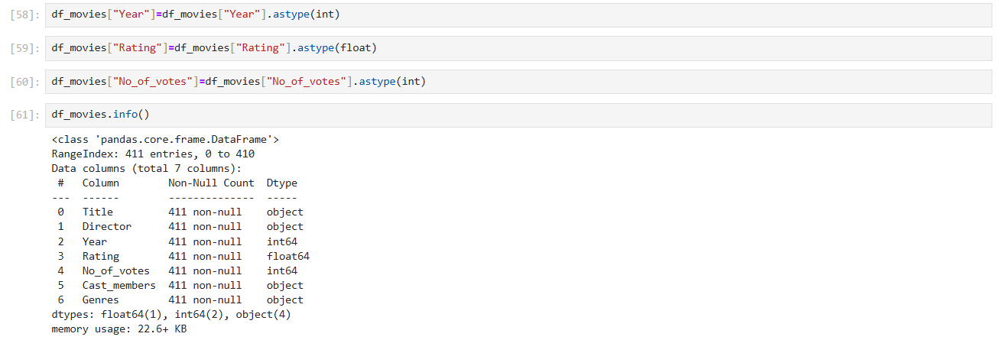 [58]: df_movies["Year"]=df_movies["Year"].astype(int)
[59]: df_movies["Rating"]=df_movies["Rating"].astype(float)
[60]: df_movies["No_of_votes"]=df_movies["No_of_votes"].astype(int)
[61]: df_movies.info()
<class 'pandas.core.frame.DataFrame'>
RangeIndex: 411 entries, 0 to 410
Data columns (total 7 columns):
 #   Column        Non-Null Count  Dtype
---  ------        --------------  -----
 0   Title         411 non-null    object
 1   Director      411 non-null    object
 2   Year          411 non-null    int64
 3   Rating        411 non-null    float64
 4   No_of_votes   411 non-null    int64
 5   Cast_members  411 non-null    object
 6   Genres        411 non-null    object
dtypes: float64(1), int64(2), object(4)
memory usage: 22.6+ KB